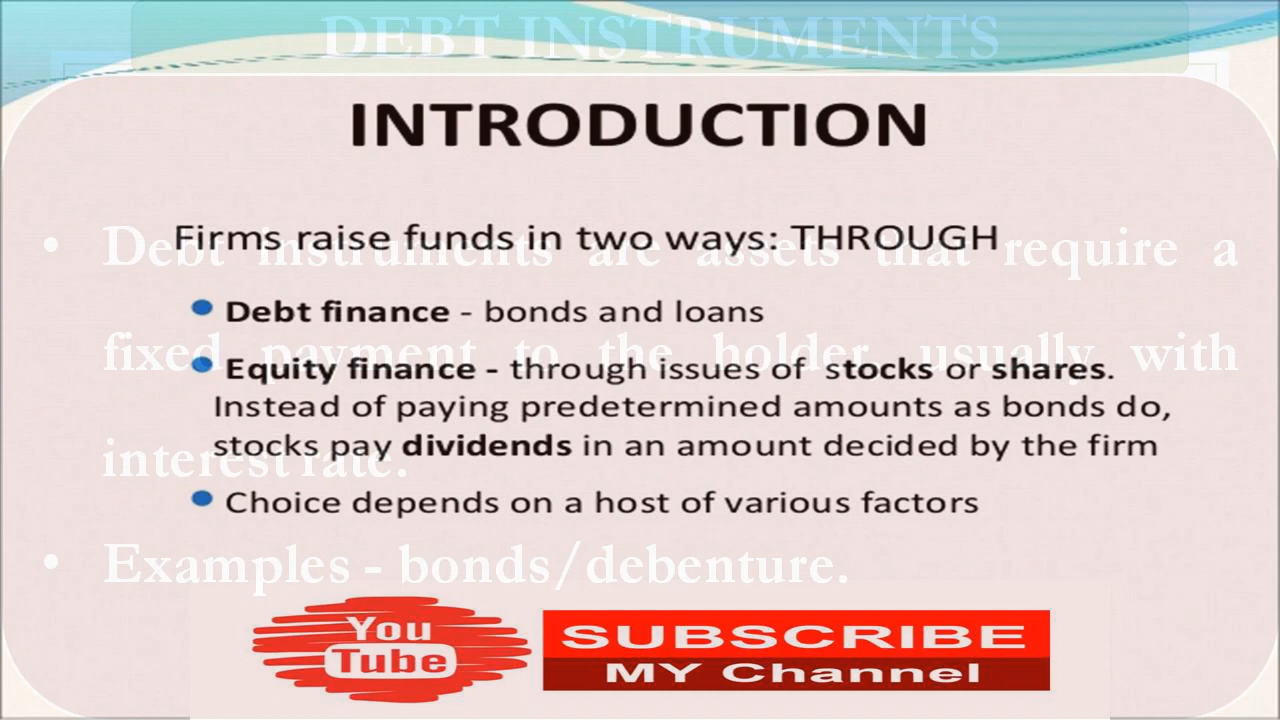 DEBT INSTRUMENTS
INTRODUCTION
Firms raise funds in two ways: THROUGH
• Debt instruments are assets that require a
Debt finance - bonds and loans
fixed payment to the holder, usually with
Equity finance - through issues of stocks or shares.
Instead of paying predetermined amounts as bonds do,
stocks pay dividends in an amount decided by the firm
interest rate.
Choice depends on a host of various factors
• Examples - bonds/debenture.
You
Tube
SUBSCRIBE
MY Channel